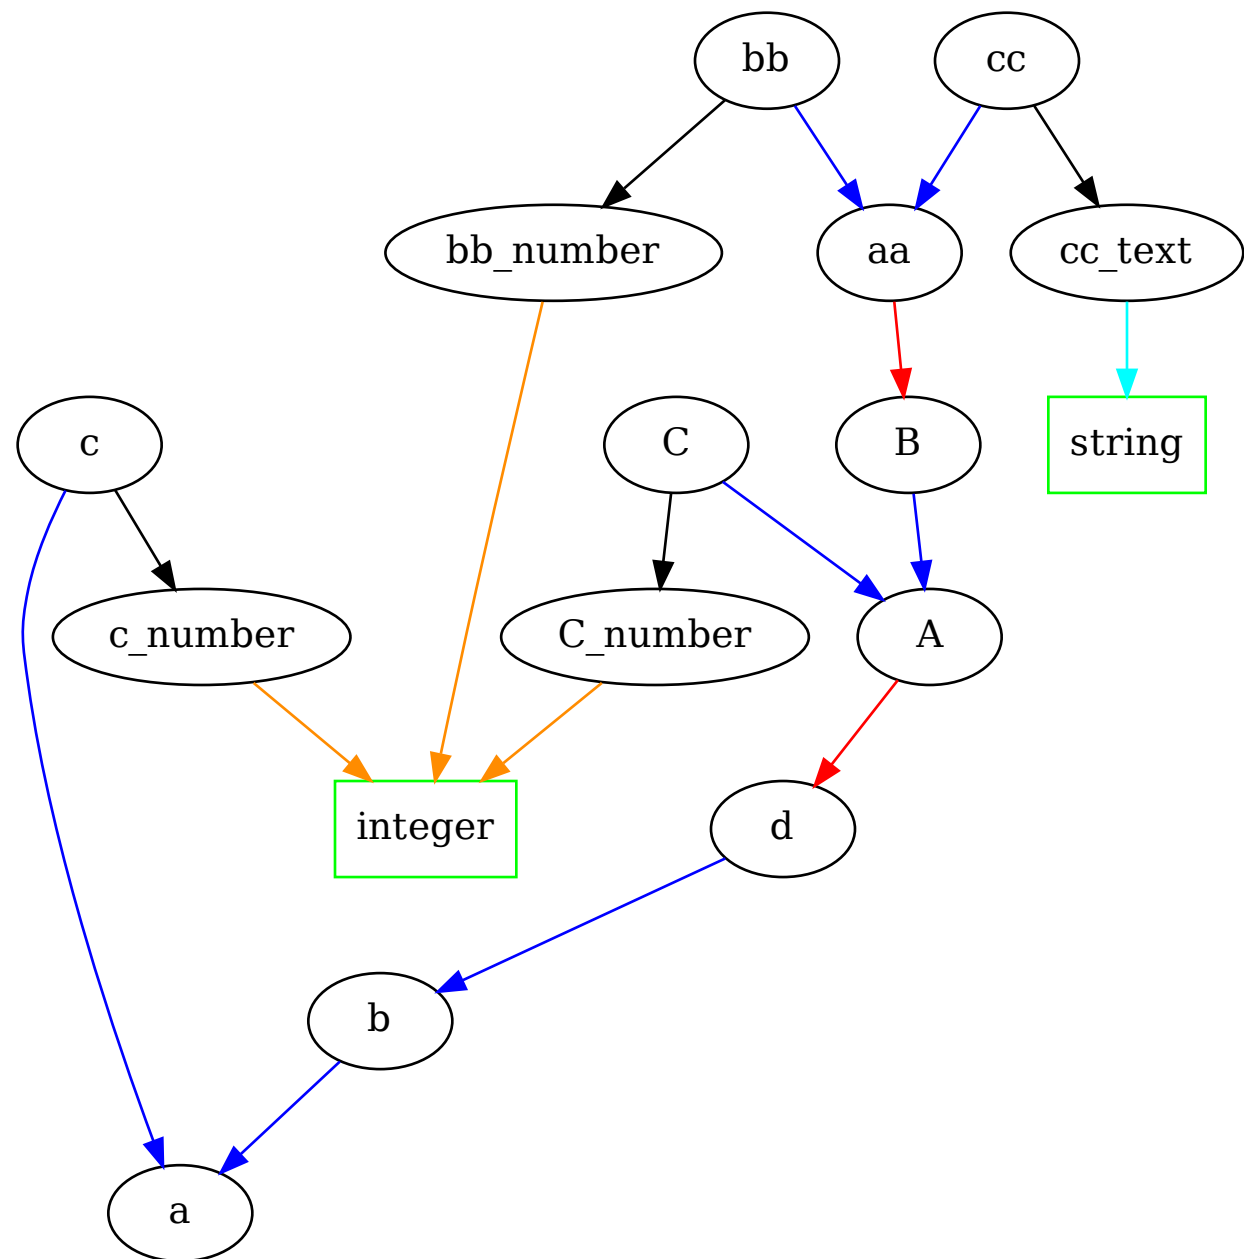 bb
cc
bb_number
aa
cc_text
c
C
B
string
c_number
C_number
A
integer
d
b
a